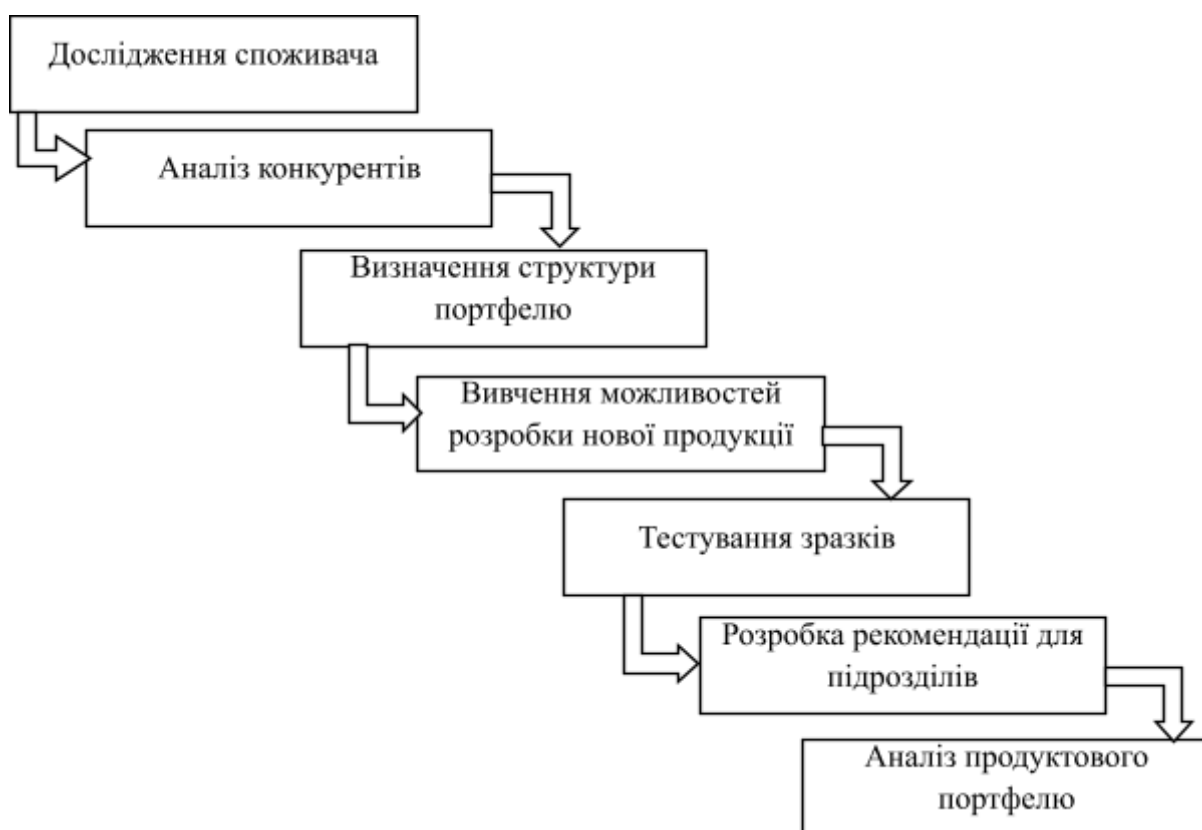 Дослідження споживача
Аналіз конкурентів
Визначення структури
портфелю
Вивчення можливостей
розробки нової продукції
Тестування зразків
Розробка рекомендації для
підрозділів
Аналіз продуктового
портфелю